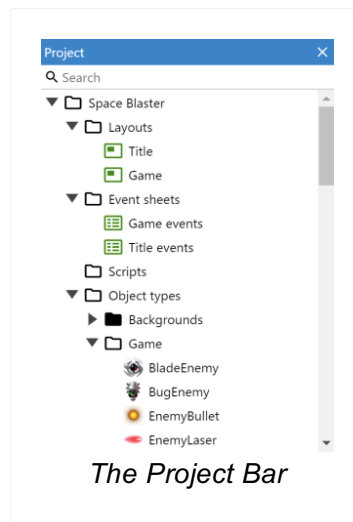 Project
Search
Space Blaster
Layouts
Title
Game
Event sheets
Game events
Title events
Scripts
Object types
Backgrounds
Game
BladeEnemy
BugEnemy
EnemyBullet
EnemyLaser
The Project Bar